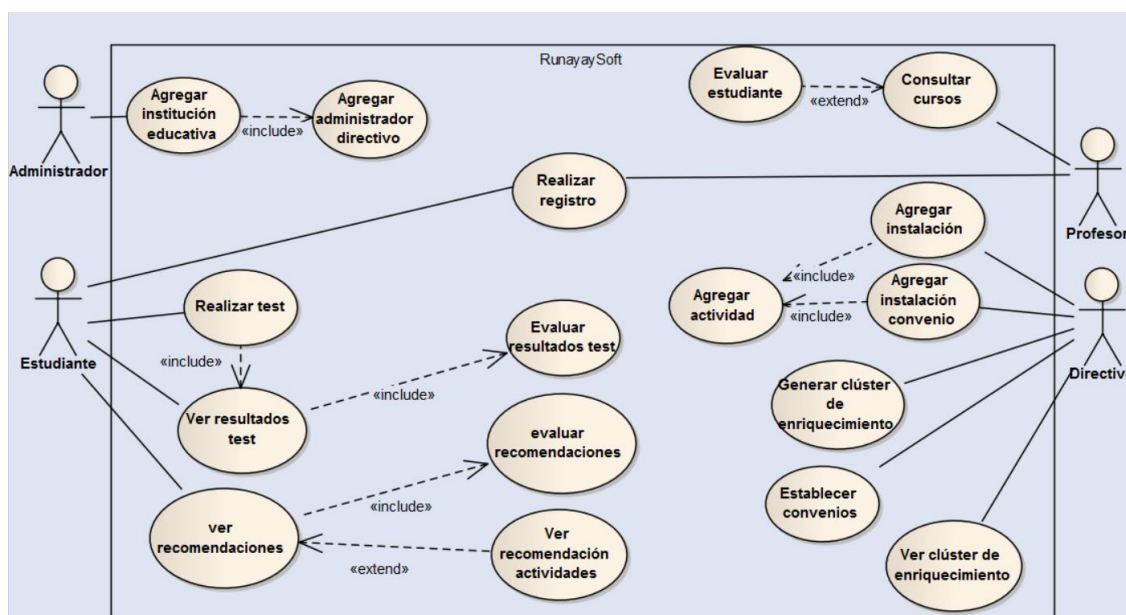 RunayaySoft
Administrador
Agregar
institución
educativa
«include»
Agregar
administrador
directivo
Evaluar
estudiante
«extend»
Consultar
cursos
Realizar
registro
Profesor
Agregar
instalación
«include»
Agregar
actividad
«include»
Agregar
instalación
convenio
Directivo
Estudiante
Realizar test
«include»
Ver resultados
test
«include»
Evaluar
resultados test
Generar clúster
de
enriquecimiento
evaluar
recomendaciones
«include»
ver
recomendaciones
«extend»
Ver
recomendación
actividades
Establecer
convenios
Ver clúster de
enriquecimiento